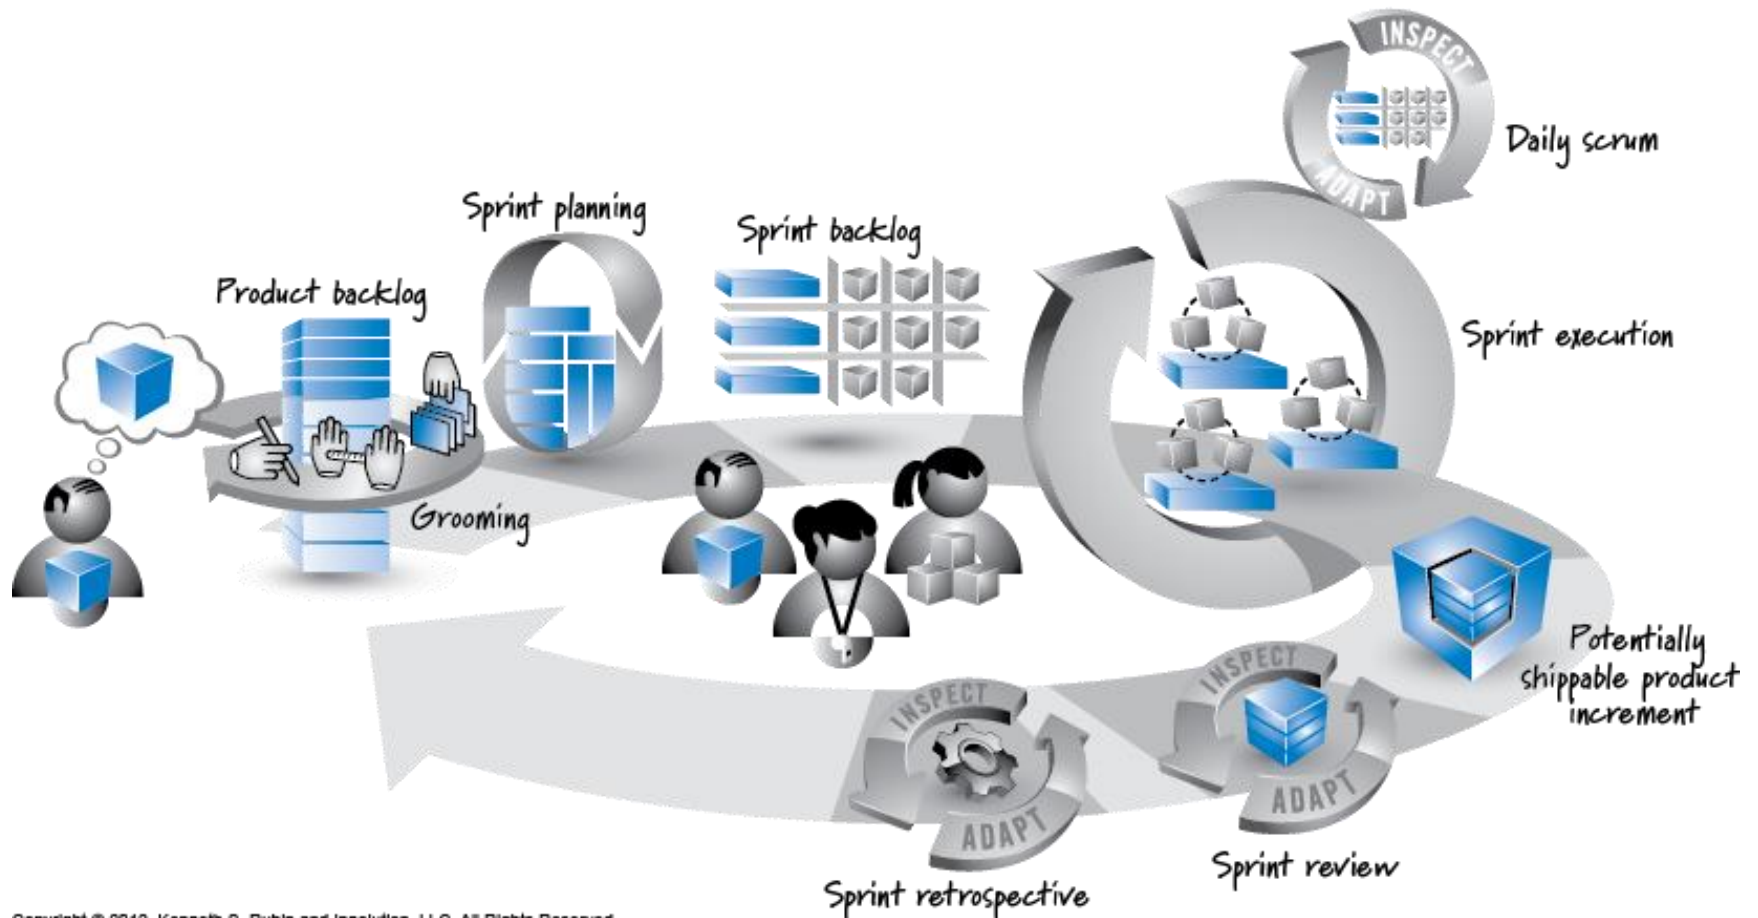 INSPECT
ADAPT
Daily scrum
Sprint planning
Sprint backlog
Product backlog
Sprint execution
Grooming
Potentially
shippable product
increment
INSPECT
ADAPT
Sprint review
INSPECT
ADAPT
Sprint retrospective